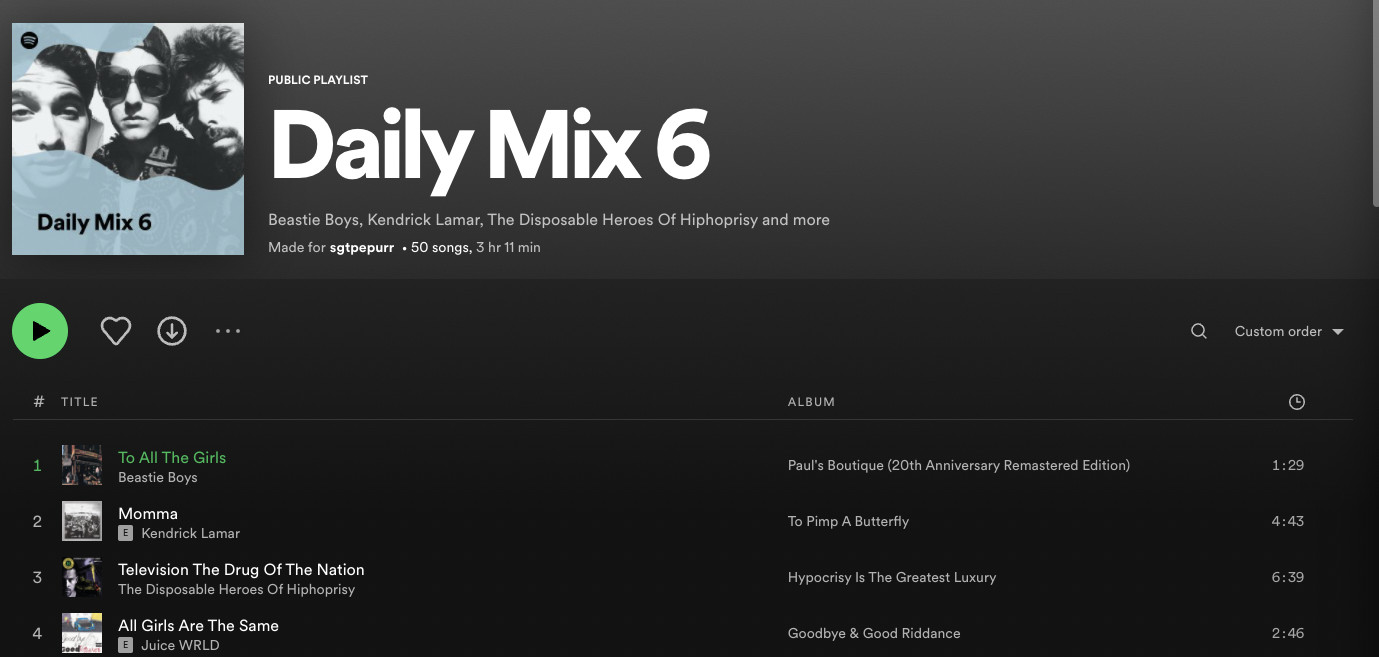 Daily Mix 6
PUBLIC PLAYLIST
Daily Mix 6
Beastie Boys, Kendrick Lamar, The Disposable Heroes Of Hiphoprisy and more
Made for sgtpepurr • 50 songs, 3 hr 11 min
Custom order
# TITLE ALBUM
1 To All The Girls Paul's Boutique (20th Anniversary Remastered Edition) 1:29
Beastie Boys
2 Momma To Pimp A Butterfly 4:43
E Kendrick Lamar
3 Television The Drug Of The Nation Hypocrisy Is The Greatest Luxury 6:39
The Disposable Heroes Of Hiphoprisy
4 All Girls Are The Same Goodbye & Good Riddance 2:46
E Juice WRLD